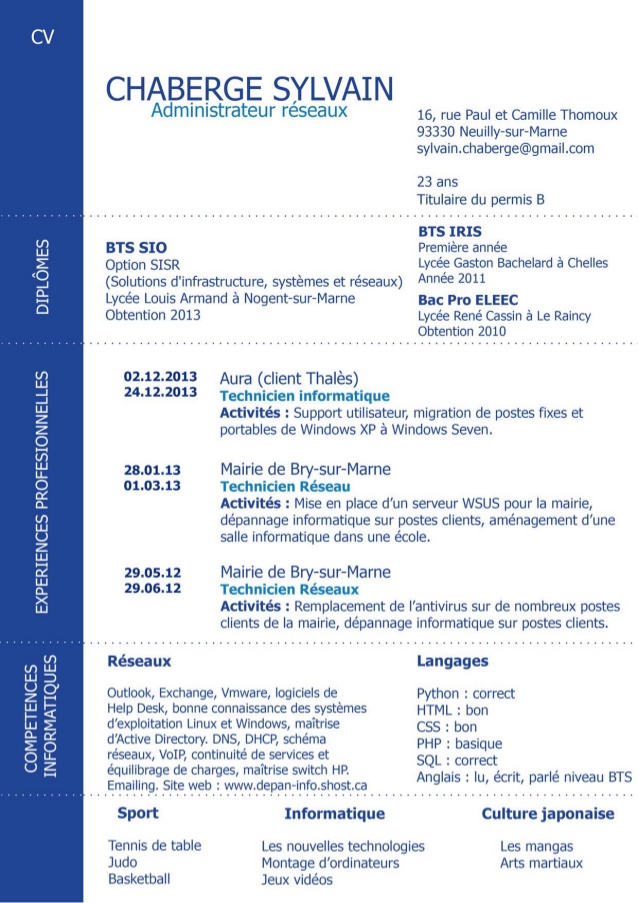 CV
CHABERGE SYLVAIN
Administrateur réseaux
16, rue Paul et Camille Thomoux
93330 Neuilly-sur-Marne
sylvain.chaberge@gmail.com
23 ans
Titulaire du permis B
DIPLÔMES
BTS SIO
Option SISR
(Solutions d'infrastructure, systèmes et réseaux)
Lycée Louis Armand à Nogent-sur-Marne
Obtention 2013
BTS IRIS
Première année
Lycée Gaston Bachelard à Chelles
Année 2011
Bac Pro ELEEC
Lycée René Cassin à Le Raincy
Obtention 2010
EXPERIENCES PROFESIONNELLES
02.12.2013
24.12.2013
Aura (client Thalès)
Technicien informatique
Activités : Support utilisateur, migration de postes fixes et
portables de Windows XP à Windows Seven.
28.01.13
01.03.13
Mairie de Bry-sur-Marne
Technicien Réseau
Activités : Mise en place d'un serveur WSUS pour la mairie,
dépannage informatique sur postes clients, aménagement d'une
salle informatique dans une école.
29.05.12
29.06.12
Mairie de Bry-sur-Marne
Technicien Réseaux
Activités : Remplacement de l'antivirus sur de nombreux postes
clients de la mairie, dépannage informatique sur postes clients.
COMPETENCES
INFORMATIQUES
Réseaux
Outlook, Exchange, Vmware, logiciels de
Help Desk, bonne connaissance des systèmes
d'exploitation Linux et Windows, maîtrise
d'Active Directory. DNS, DHCP, schéma
réseaux, VoIP, continuité de services et
équilibrage de charges, maîtrise switch HP.
Emailing. Site web : www.depan-info.shost.ca
Langages
Python : correct
HTML : bon
CSS : bon
PHP : basique
SQL : correct
Anglais : lu, écrit, parlé niveau BTS
Sport
Tennis de table
Judo
Basketball
Informatique
Les nouvelles technologies
Montage d'ordinateurs
Jeux vidéos
Culture japonaise
Les mangas
Arts martiaux